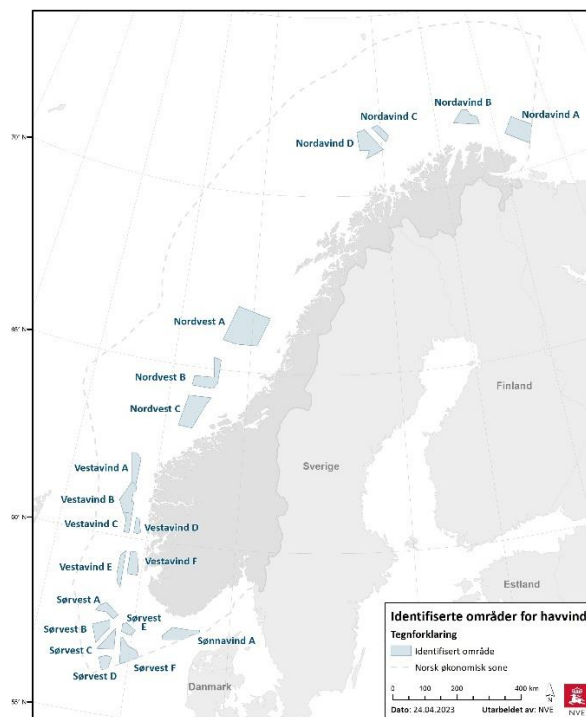 Nordavind B
Nordavind C
Nordavind A
70° N
Nordavind D
Nordvest A
65° N
Nordvest B
Finland
Nordvest C
Vestavind A
Sverige
Vestavind B
60° N
Vestavind C
Vestavind D
Vestavind E
Vestavind F
Estland
Sørvest A
Sørvest
E
Sørvest B
Sønnavind A
Sørvest C
Sørvest F
Sørvest D
Danmark
55° N
Identifiserte områder for havvind
Tegnforklaring
Identifisert område
Norsk økonomisk sone
0 100 200 400 km
N
Dato: 24.04.2023 Utarbeidet av: NVE
NVE